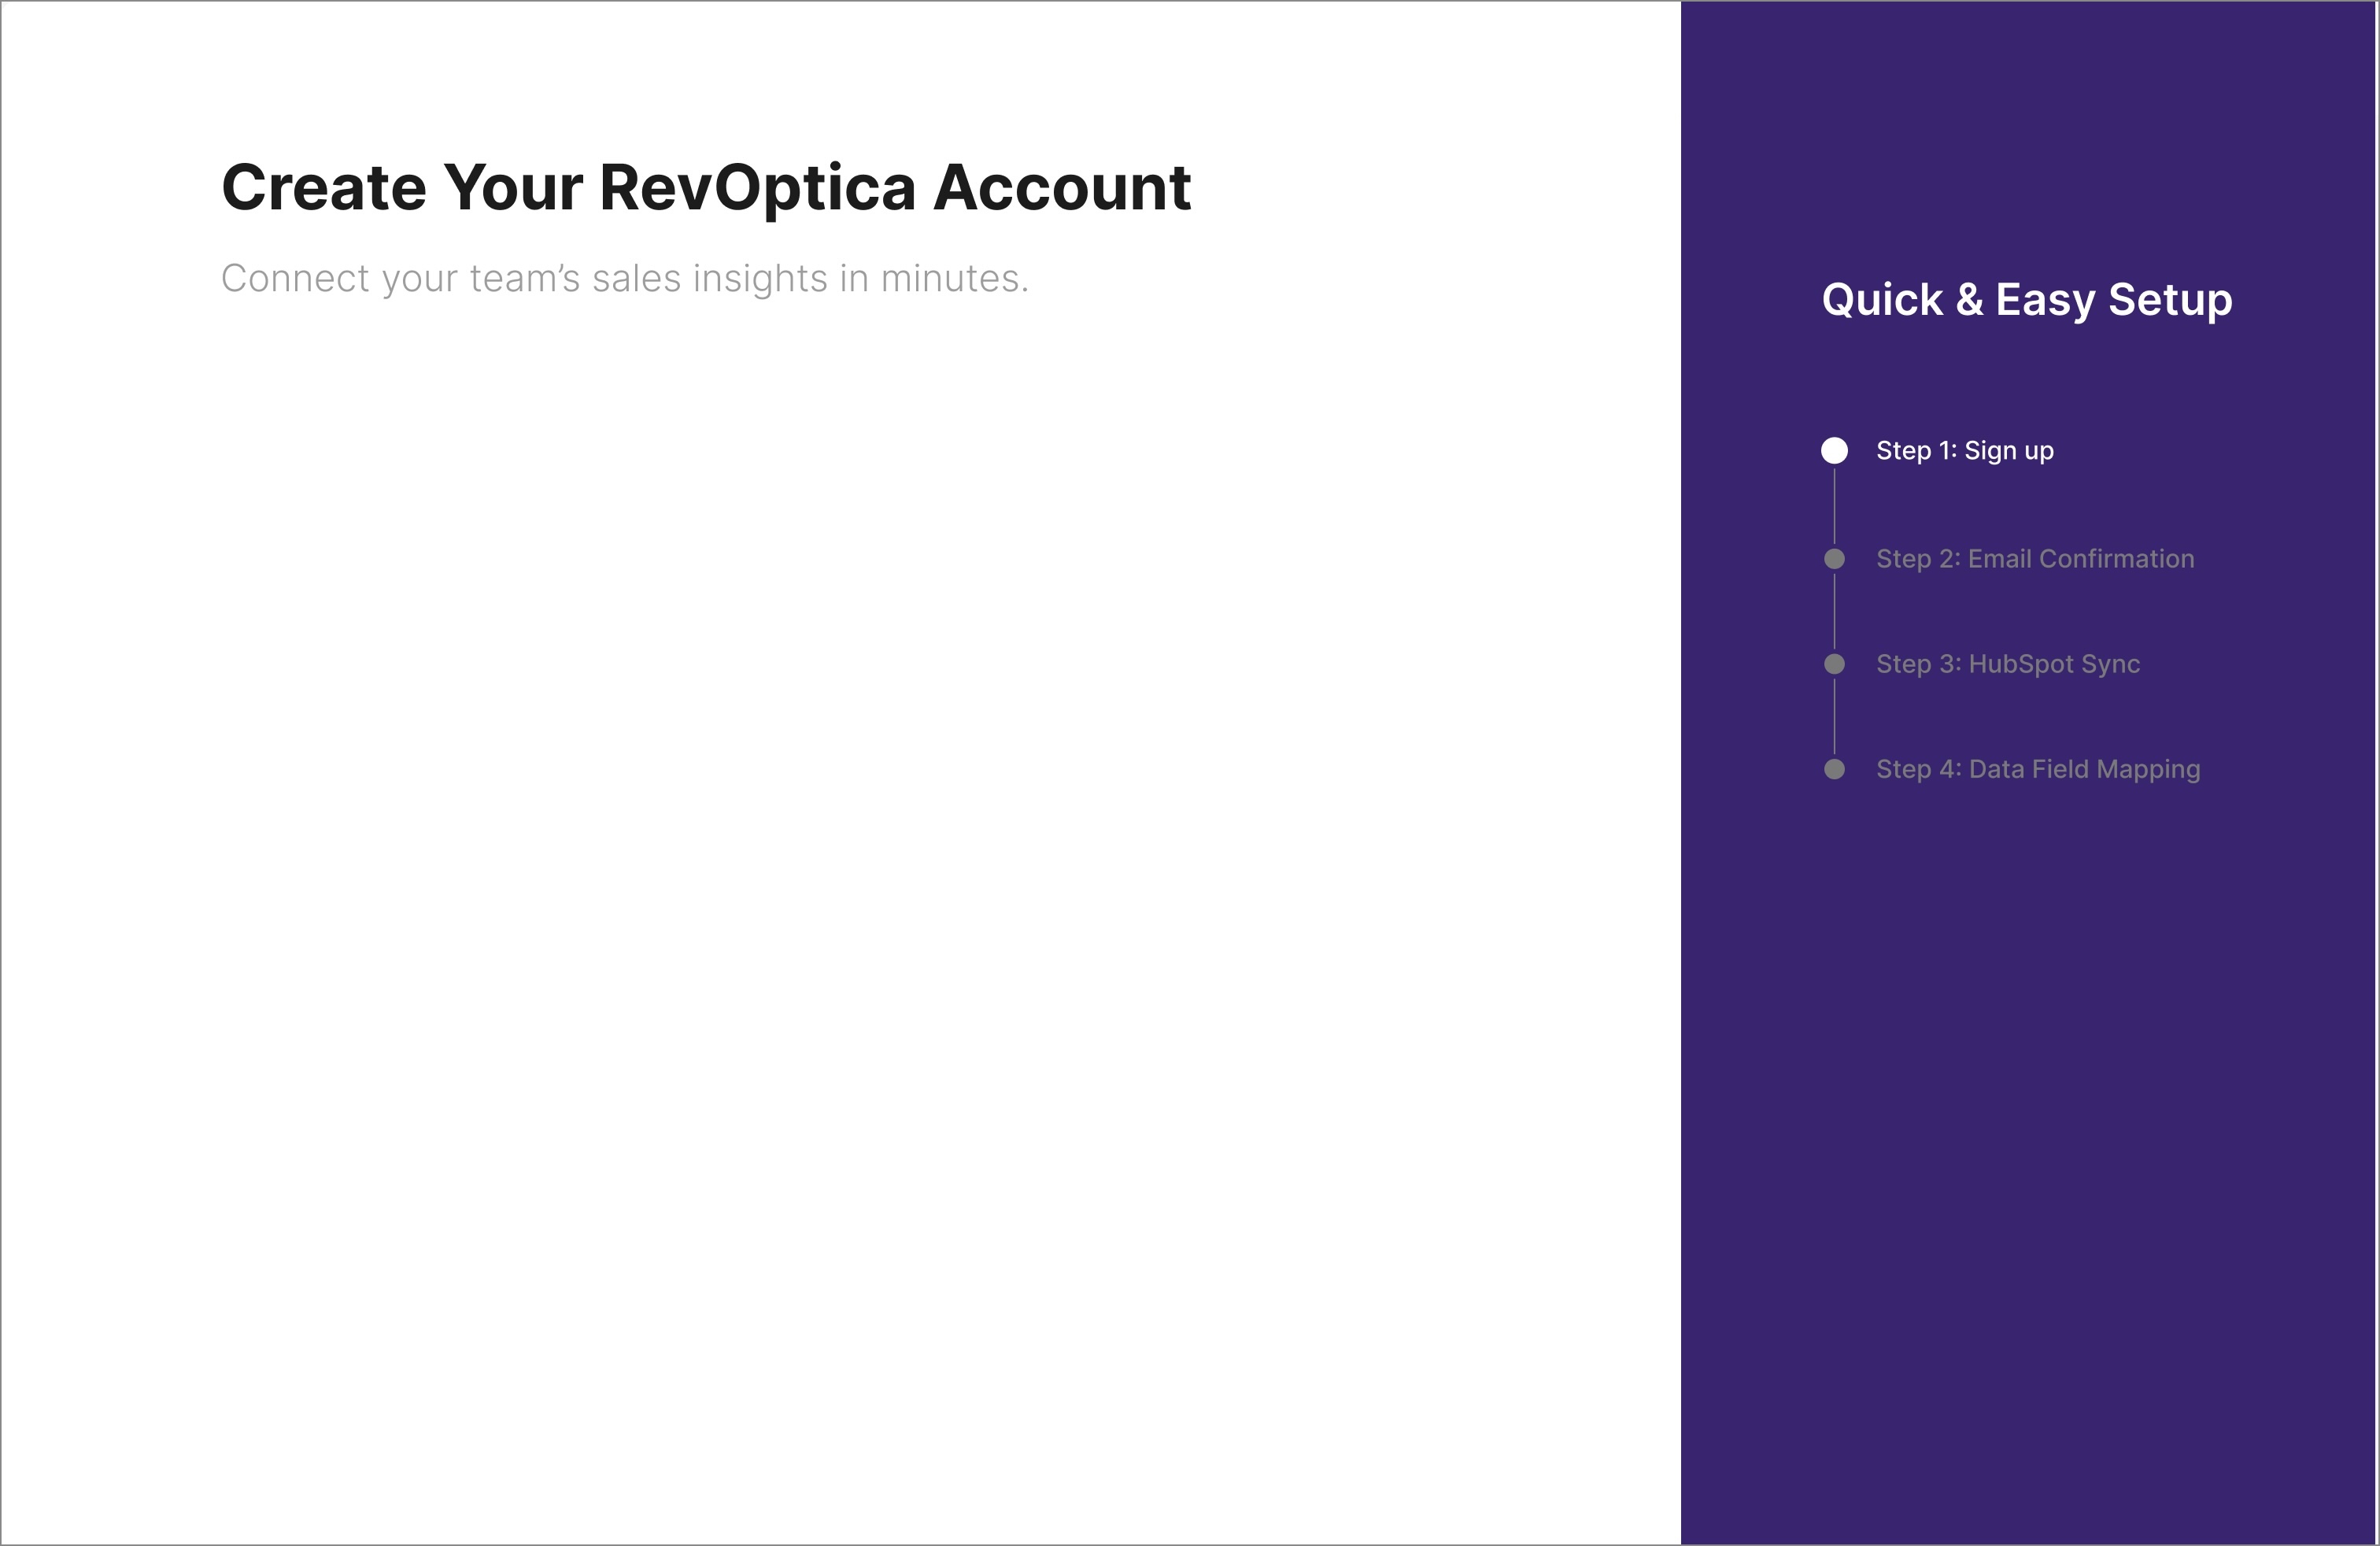 Create Your RevOptica Account
Connect your team’s sales insights in minutes.
Quick & Easy Setup
Step 1: Sign up
Step 2: Email Confirmation
Step 3: HubSpot Sync
Step 4: Data Field Mapping